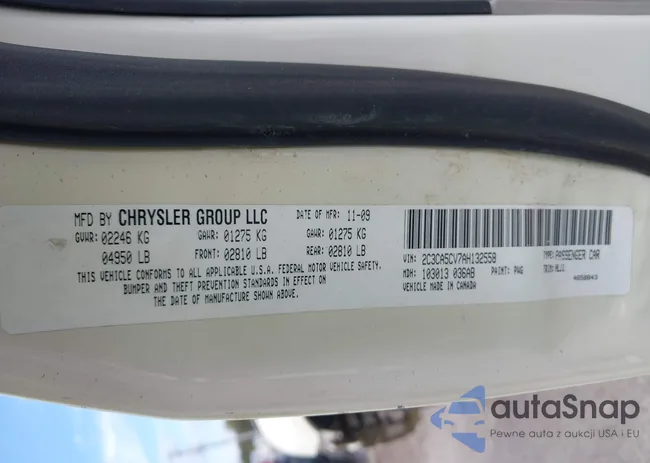 MFD BY CHRYSLER GROUP LLC DATE OF MFR: 11-09
GVWR: 02246 KG GAWR: 01275 KG GAWR: 01275 KG
04950 LB FRONT: 02810 LB REAR: 02810 LB
THIS VEHICLE CONFORMS TO ALL APPLICABLE U.S.A. FEDERAL MOTOR VEHICLE SAFETY,
BUMPER AND THEFT PREVENTION STANDARDS IN EFFECT ON
THE DATE OF MANUFACTURE SHOWN ABOVE.
VIN: 2C3CA5CV7AH132558 TYPE: PASSENGER CAR
MDH: 103013 036AB PAINT: PWG TRIM:
VEHICLE MADE IN CANADA
autaSnap
Pewne auta z aukcji USA i EU